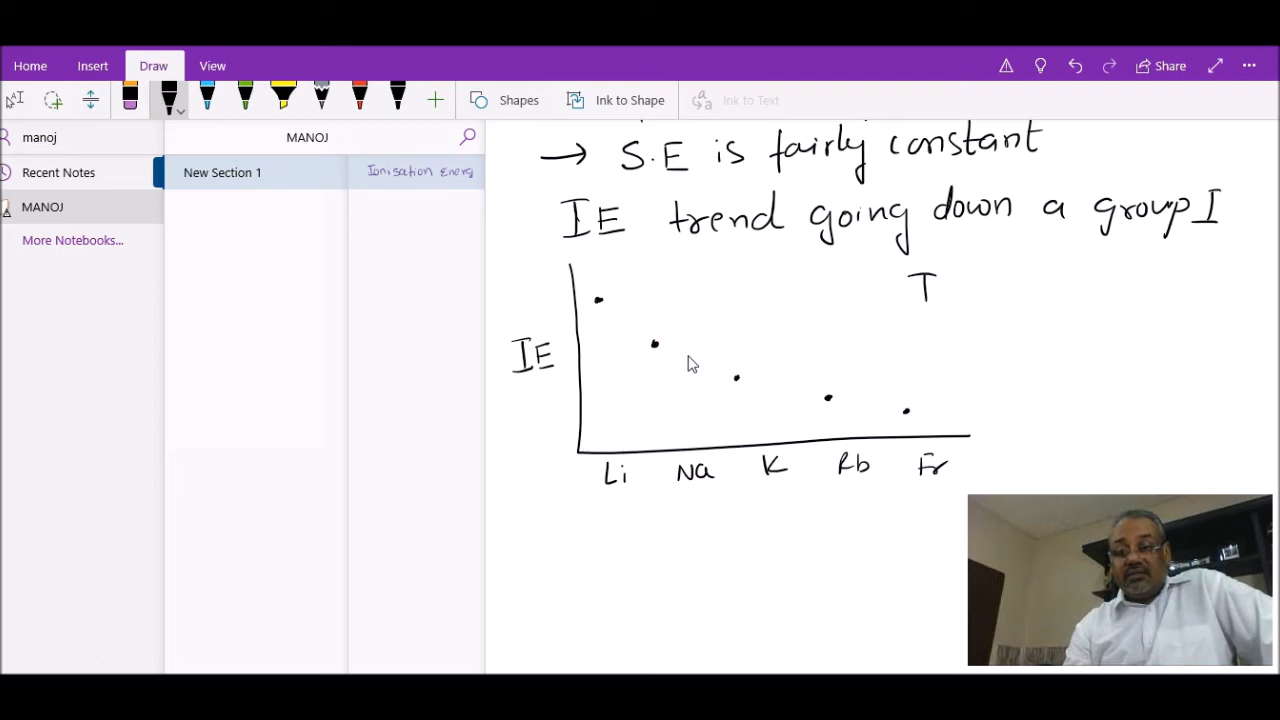 Home Insert Draw View
Share
Shapes Ink to Shape Ink to Text
manoj
MANOJ
Recent Notes
New Section 1
Ionisation Energ
MANOJ
More Notebooks...
→ S.E is fairly constant
IE trend going down a group I
T
IE
Li Na K Rb Fr